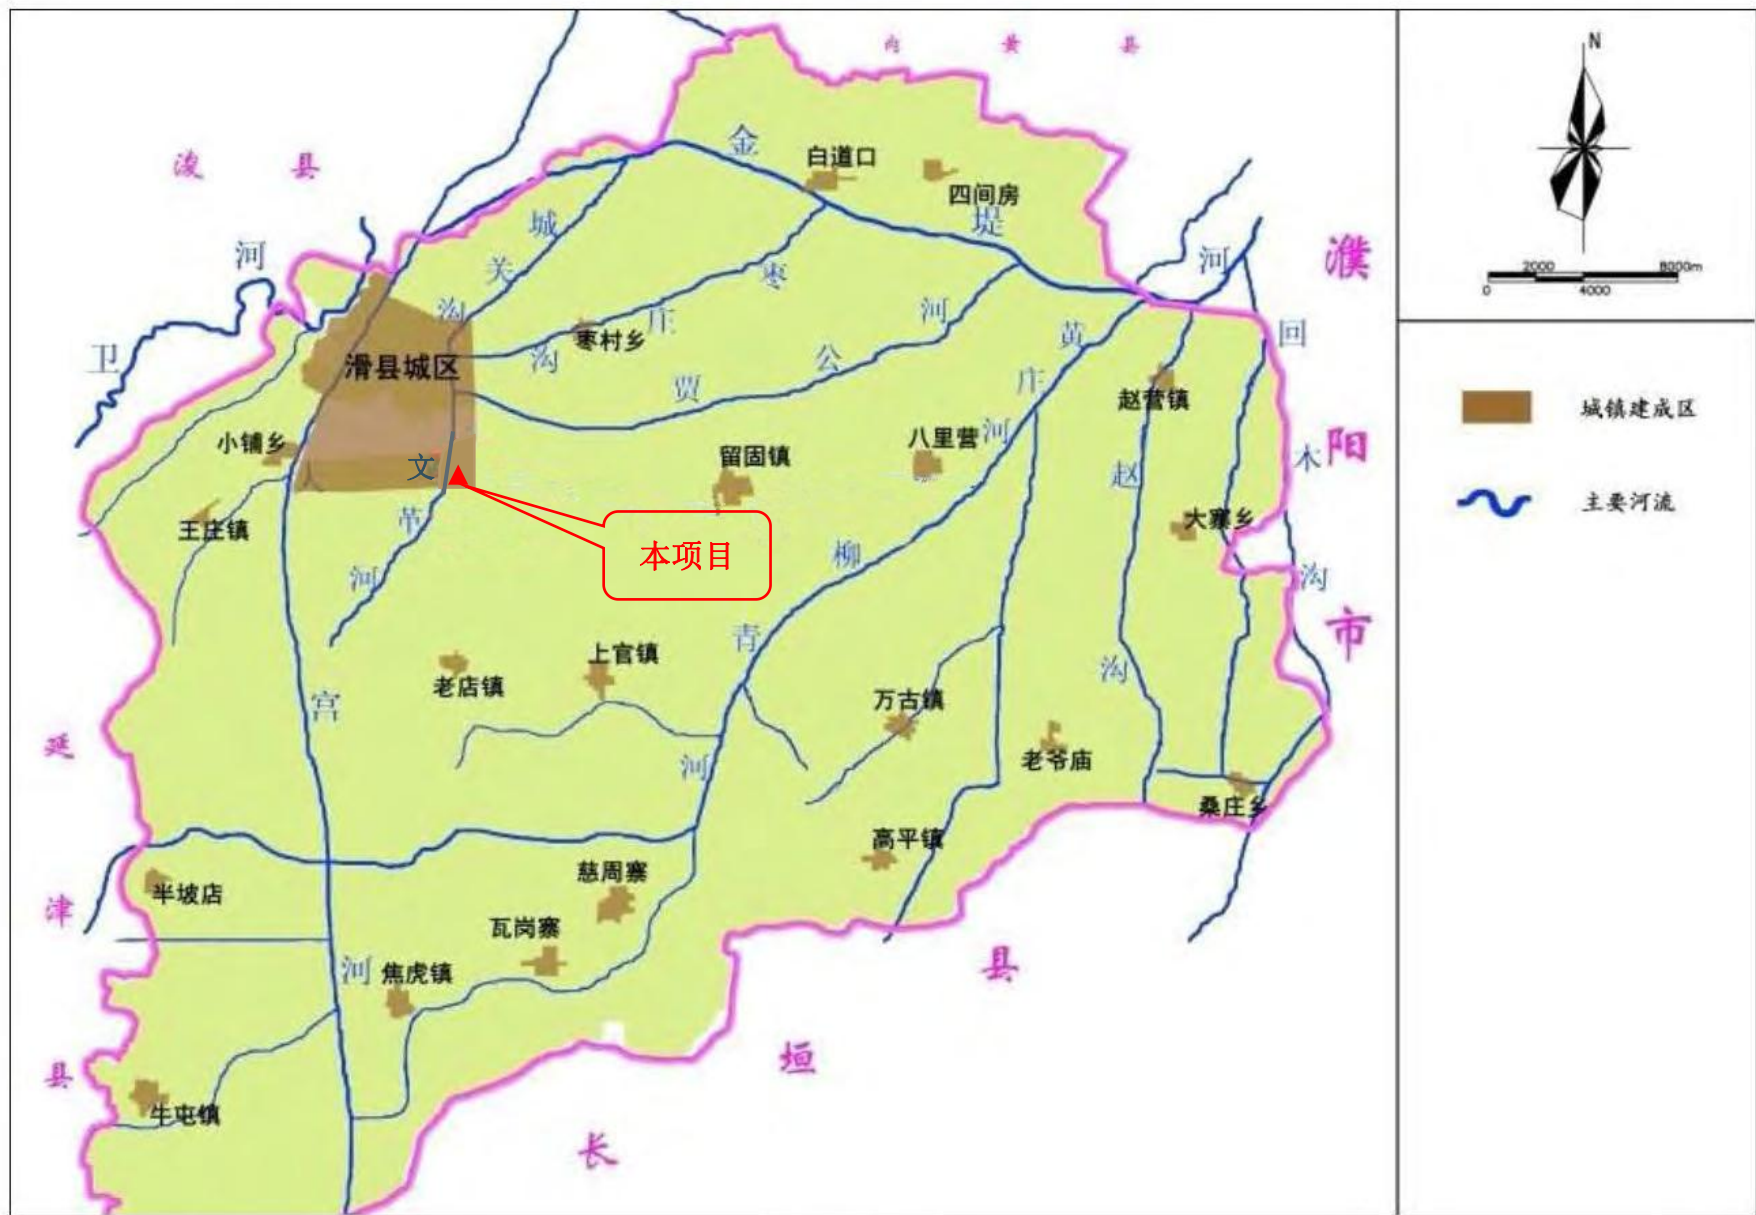 内黄县
N
2000 8000m
0 4000
浚县
金
白道口
四间房
堤
河
城
关
沟
枣
庄
沟
枣村乡
河
公
贾
河
卫
滑县城区
小铺乡
人
文
吊
河
王庄镇
留固镇
八里营
河
庄
黄
赵营镇
回
木
沟
赵
沟
大寨乡
濮阳市
城镇建成区
主要河流
本项目
柳
青
河
上官镇
老店镇
宫
河
万古镇
老爷庙
桑庄乡
高平镇
慈周寨
瓦岗寨
焦虎镇
半坡店
牛屯镇
延津县
长垣县